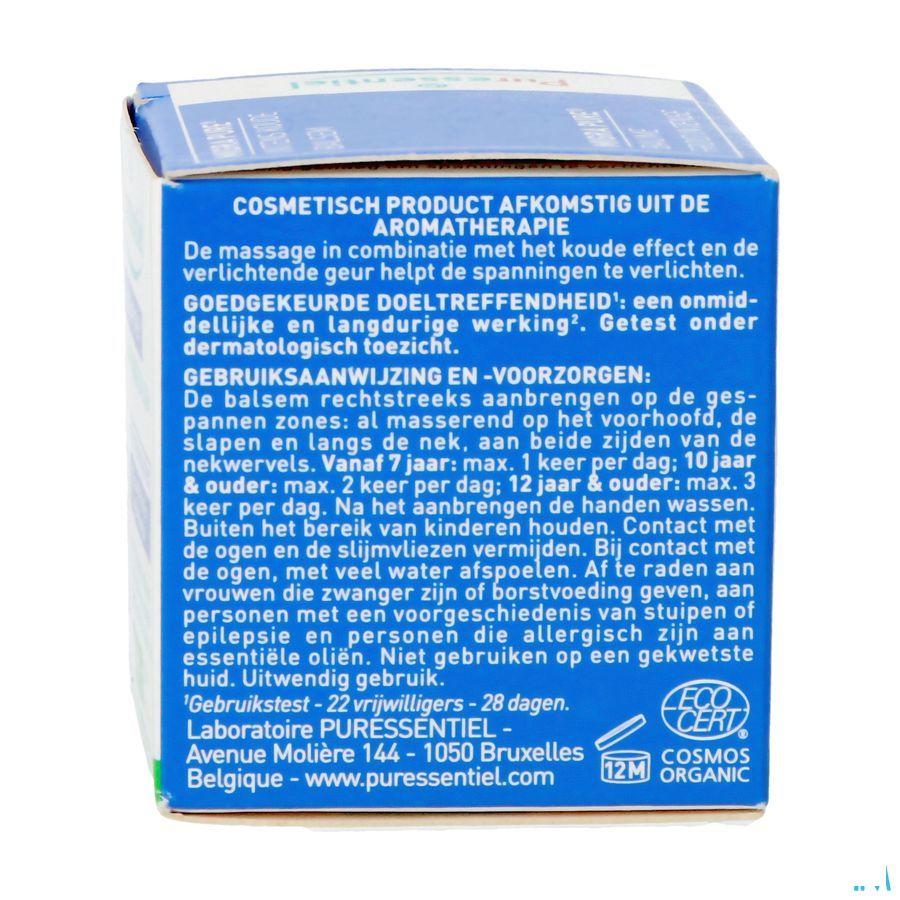 Puressentiel
COSMETISCH PRODUCT AFKOMSTIG UIT DE
AROMATHERAPIE
De massage in combinatie met het koude effect en de
verlichtende geur helpt de spanningen te verlichten.
GOEDGEKEURDE DOELTREFFENDHEID¹: een onmid-
dellijke en langdurige werking². Getest onder
dermatologisch toezicht.
GEBRUIKSAANWIJZING EN -VOORZORGEN:
De balsem rechtstreeks aanbrengen op de ges-
pannen zones: al masserend op het voorhoofd, de
slapen en langs de nek, aan beide zijden van de
nekwervels. Vanaf 7 jaar: max. 1 keer per dag; 10 jaar
& ouder: max. 2 keer per dag; 12 jaar & ouder: max. 3
keer per dag. Na het aanbrengen de handen wassen.
Buiten het bereik van kinderen houden. Contact met
de ogen en de slijmvliezen vermijden. Bij contact met
de ogen, met veel water afspoelen. Af te raden aan
vrouwen die zwanger zijn of borstvoeding geven, aan
personen met een voorgeschiedenis van stuipen of
epilepsie en personen die allergisch zijn aan
essentiële oliën. Niet gebruiken op een gekwetste
huid. Uitwendig gebruik.
¹Gebruikstest - 22 vrijwilligers - 28 dagen.
Laboratoire PURESSENTIEL -
Avenue Molière 144 - 1050 Bruxelles
Belgique - www.puressentiel.com
12M
ECO
CERT®
COSMOS
ORGANIC